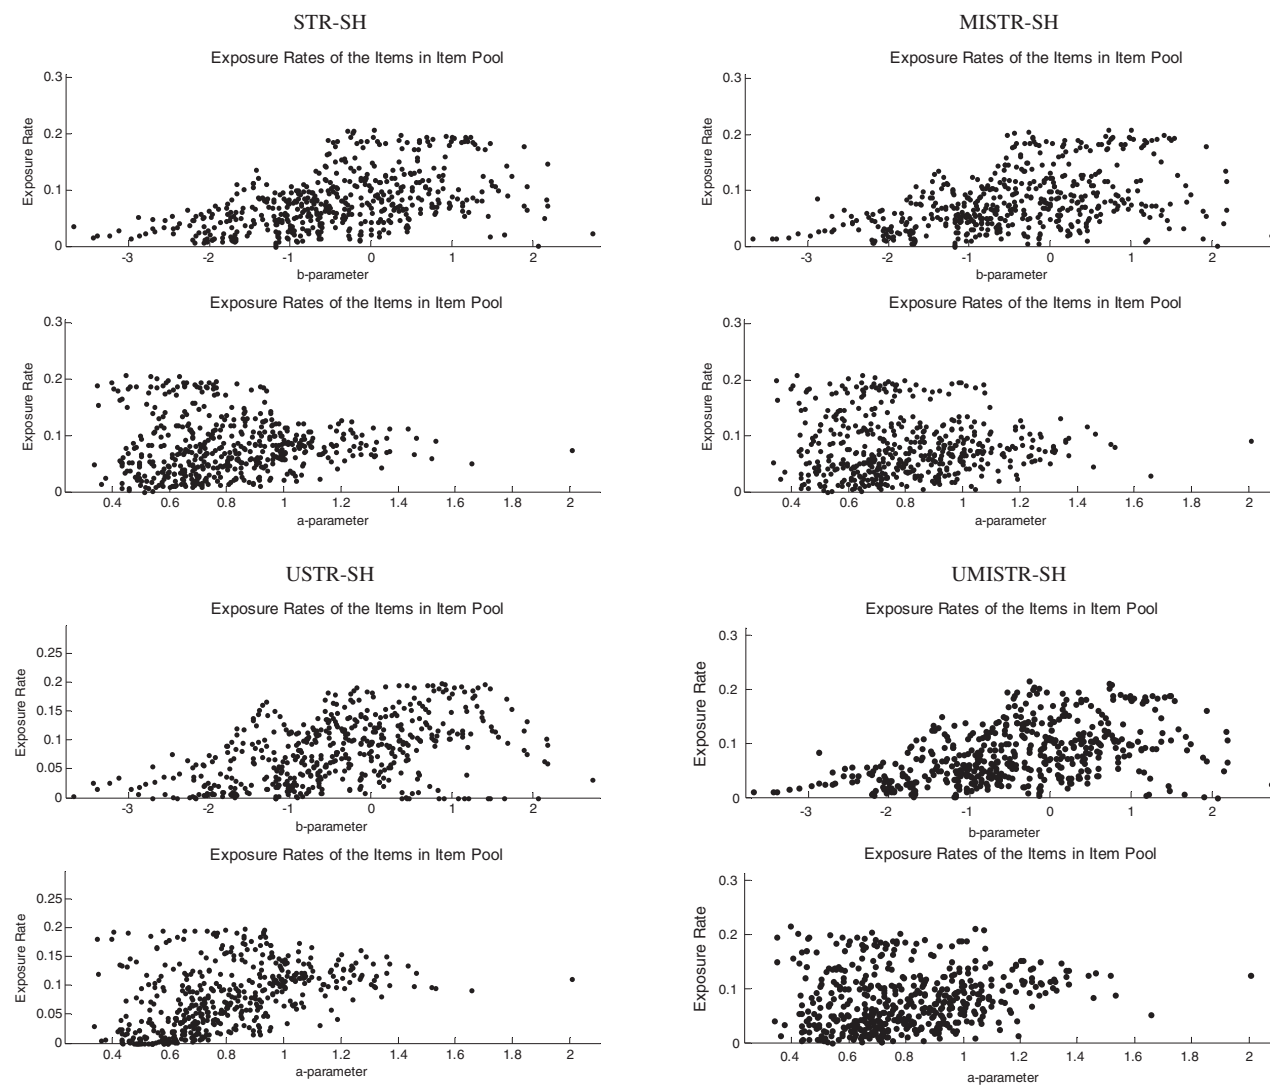 STR-SH
Exposure Rates of the Items in Item Pool
0.3
0.2
0.1
0
Exposure Rate
-3 -2 -1 0 1 2
b-parameter
Exposure Rates of the Items in Item Pool
0.3
0.2
0.1
0
Exposure Rate
0.4 0.6 0.8 1 1.2 1.4 1.6 1.8 2
a-parameter
MISTR-SH
Exposure Rates of the Items in Item Pool
0.3
0.2
0.1
0
Exposure Rate
-3 -2 -1 0 1 2
b-parameter
Exposure Rates of the Items in Item Pool
0.3
0.2
0.1
0
Exposure Rate
0.4 0.6 0.8 1 1.2 1.4 1.6 1.8 2
a-parameter
USTR-SH
Exposure Rates of the Items in Item Pool
0.25
0.2
0.15
0.1
0.05
0
Exposure Rate
-3 -2 -1 0 1 2
b-parameter
Exposure Rates of the Items in Item Pool
0.25
0.2
0.15
0.1
0.05
0
Exposure Rate
0.4 0.6 0.8 1 1.2 1.4 1.6 1.8 2
a-parameter
UMISTR-SH
Exposure Rates of the Items in Item Pool
0.3
0.2
0.1
0
Exposure Rate
-3 -2 -1 0 1 2
b-parameter
Exposure Rates of the Items in Item Pool
0.3
0.2
0.1
0
Exposure Rate
0.4 0.6 0.8 1 1.2 1.4 1.6 1.8 2
a-parameter